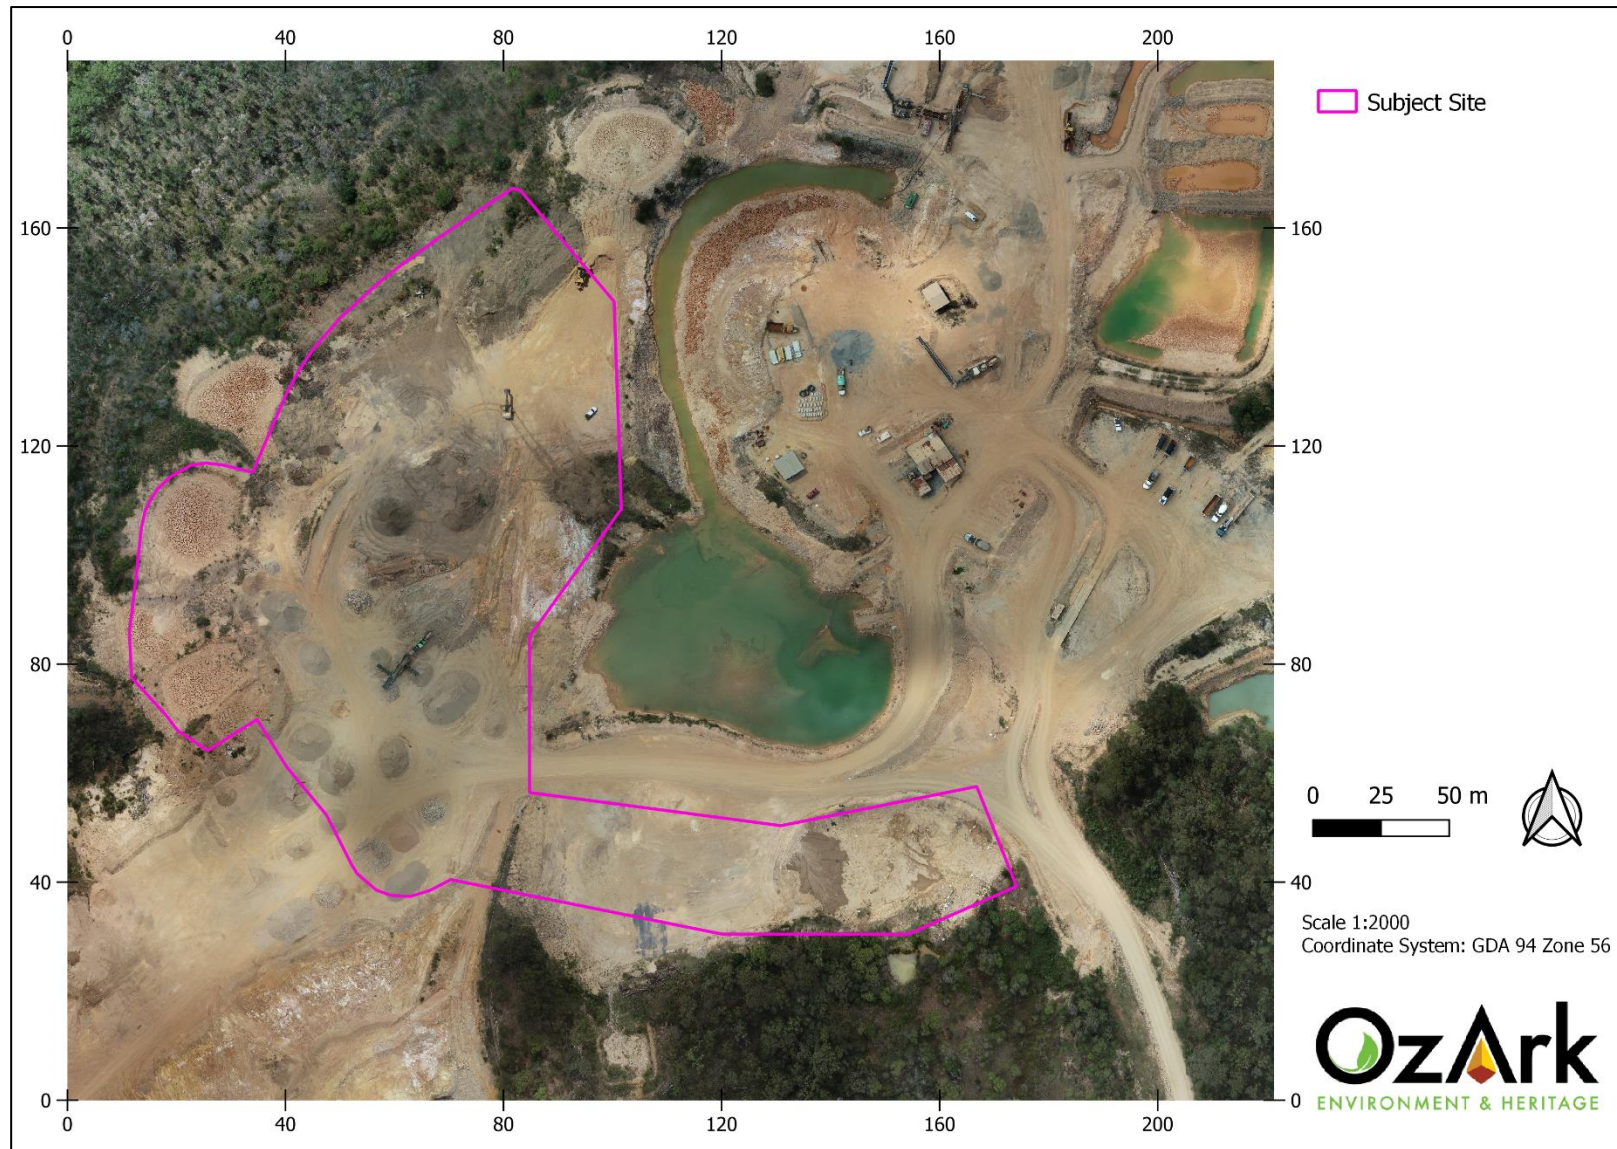 0 40 80 120 160 200
160 160
120 120
80 80
40 40
0 0
0 40 80 120 160 200
Subject Site
0 25 50 m
Scale 1:2000
Coordinate System: GDA 94 Zone 56
OzArk
ENVIRONMENT & HERITAGE